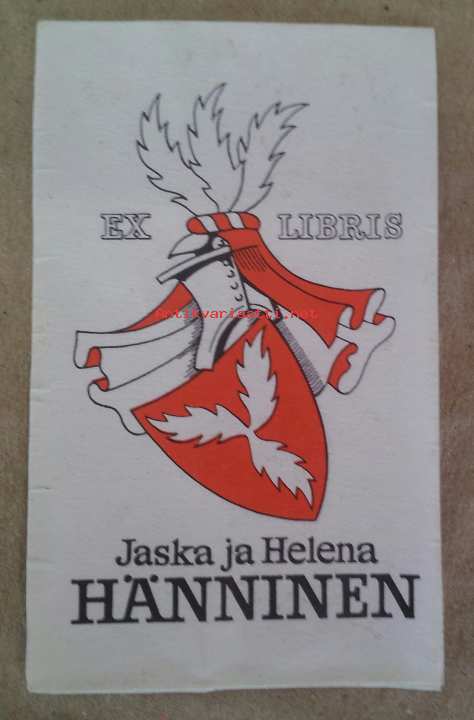 EX LIBRIS
antikvariaatti.net
Jaska ja Helena
HÄNNINEN